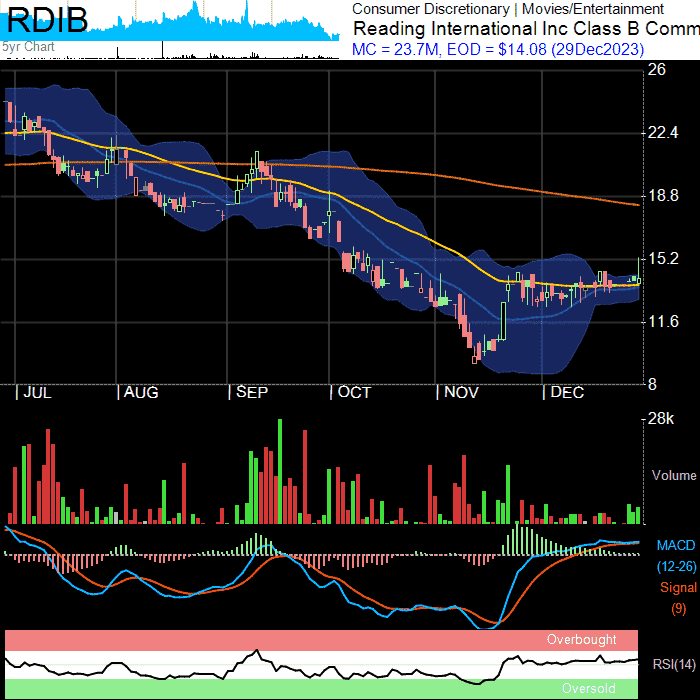 RDIB
5yr Chart
Consumer Discretionary | Movies/Entertainment
Reading International Inc Class B Comm
MC = 23.7M, EOD = $14.08 (29Dec2023)
26
22.4
18.8
15.2
11.6
8
JUL AUG SEP OCT NOV DEC
28k
Volume
MACD
(12-26)
Signal
(9)
Overbought
RSI(14)
Oversold